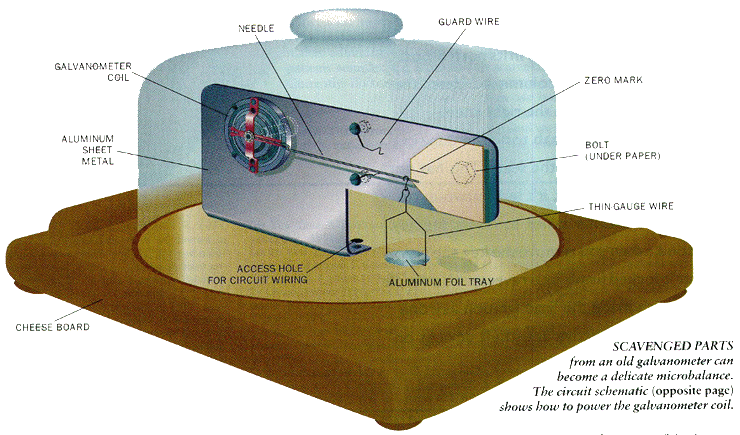 NEEDLE
GUARD WIRE
GALVANOMETER
COIL
ZERO MARK
ALUMINUM
SHEET
METAL
BOLT
(UNDER PAPER)
THIN-GAUGE WIRE
ACCESS HOLE
FOR CIRCUIT WIRING
ALUMINUM FOIL TRAY
CHEESE BOARD
SCAVENGED PARTS
from an old galvanometer can
become a delicate microbalance.
The circuit schematic (opposite page)
shows how to power the galvanometer coil.